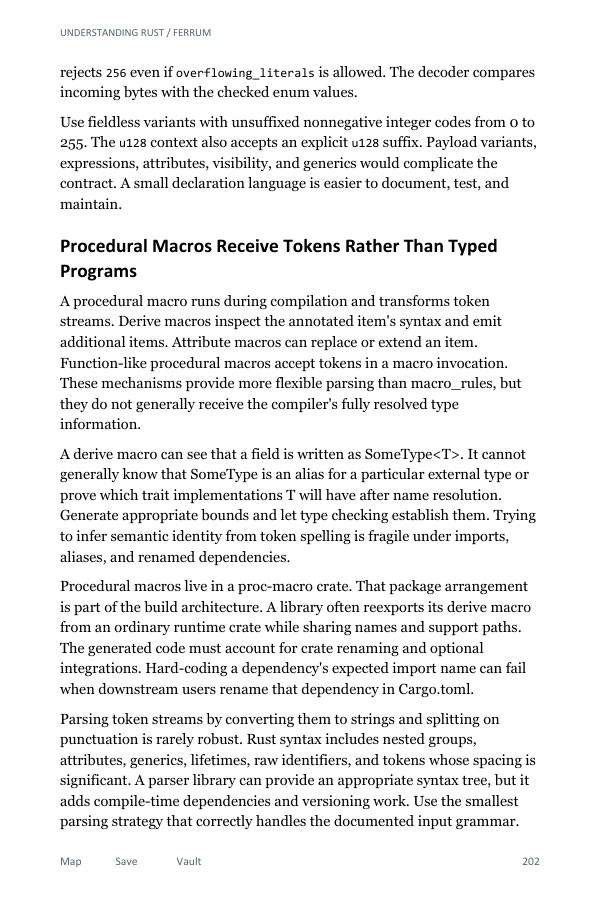 UNDERSTANDING RUST / FERRUM
rejects 256 even if overflowing_literals is allowed. The decoder compares
incoming bytes with the checked enum values.
Use fieldless variants with unsuffixed nonnegative integer codes from 0 to
255. The u128 context also accepts an explicit u128 suffix. Payload variants,
expressions, attributes, visibility, and generics would complicate the
contract. A small declaration language is easier to document, test, and
maintain.
Procedural Macros Receive Tokens Rather Than Typed
Programs
A procedural macro runs during compilation and transforms token
streams. Derive macros inspect the annotated item's syntax and emit
additional items. Attribute macros can replace or extend an item.
Function-like procedural macros accept tokens in a macro invocation.
These mechanisms provide more flexible parsing than macro_rules, but
they do not generally receive the compiler's fully resolved type
information.
A derive macro can see that a field is written as SomeType<T>. It cannot
generally know that SomeType is an alias for a particular external type or
prove which trait implementations T will have after name resolution.
Generate appropriate bounds and let type checking establish them. Trying
to infer semantic identity from token spelling is fragile under imports,
aliases, and renamed dependencies.
Procedural macros live in a proc-macro crate. That package arrangement
is part of the build architecture. A library often reexports its derive macro
from an ordinary runtime crate while sharing names and support paths.
The generated code must account for crate renaming and optional
integrations. Hard-coding a dependency's expected import name can fail
when downstream users rename that dependency in Cargo.toml.
Parsing token streams by converting them to strings and splitting on
punctuation is rarely robust. Rust syntax includes nested groups,
attributes, generics, lifetimes, raw identifiers, and tokens whose spacing is
significant. A parser library can provide an appropriate syntax tree, but it
adds compile-time dependencies and versioning work. Use the smallest
parsing strategy that correctly handles the documented input grammar.
Map Save Vault 202